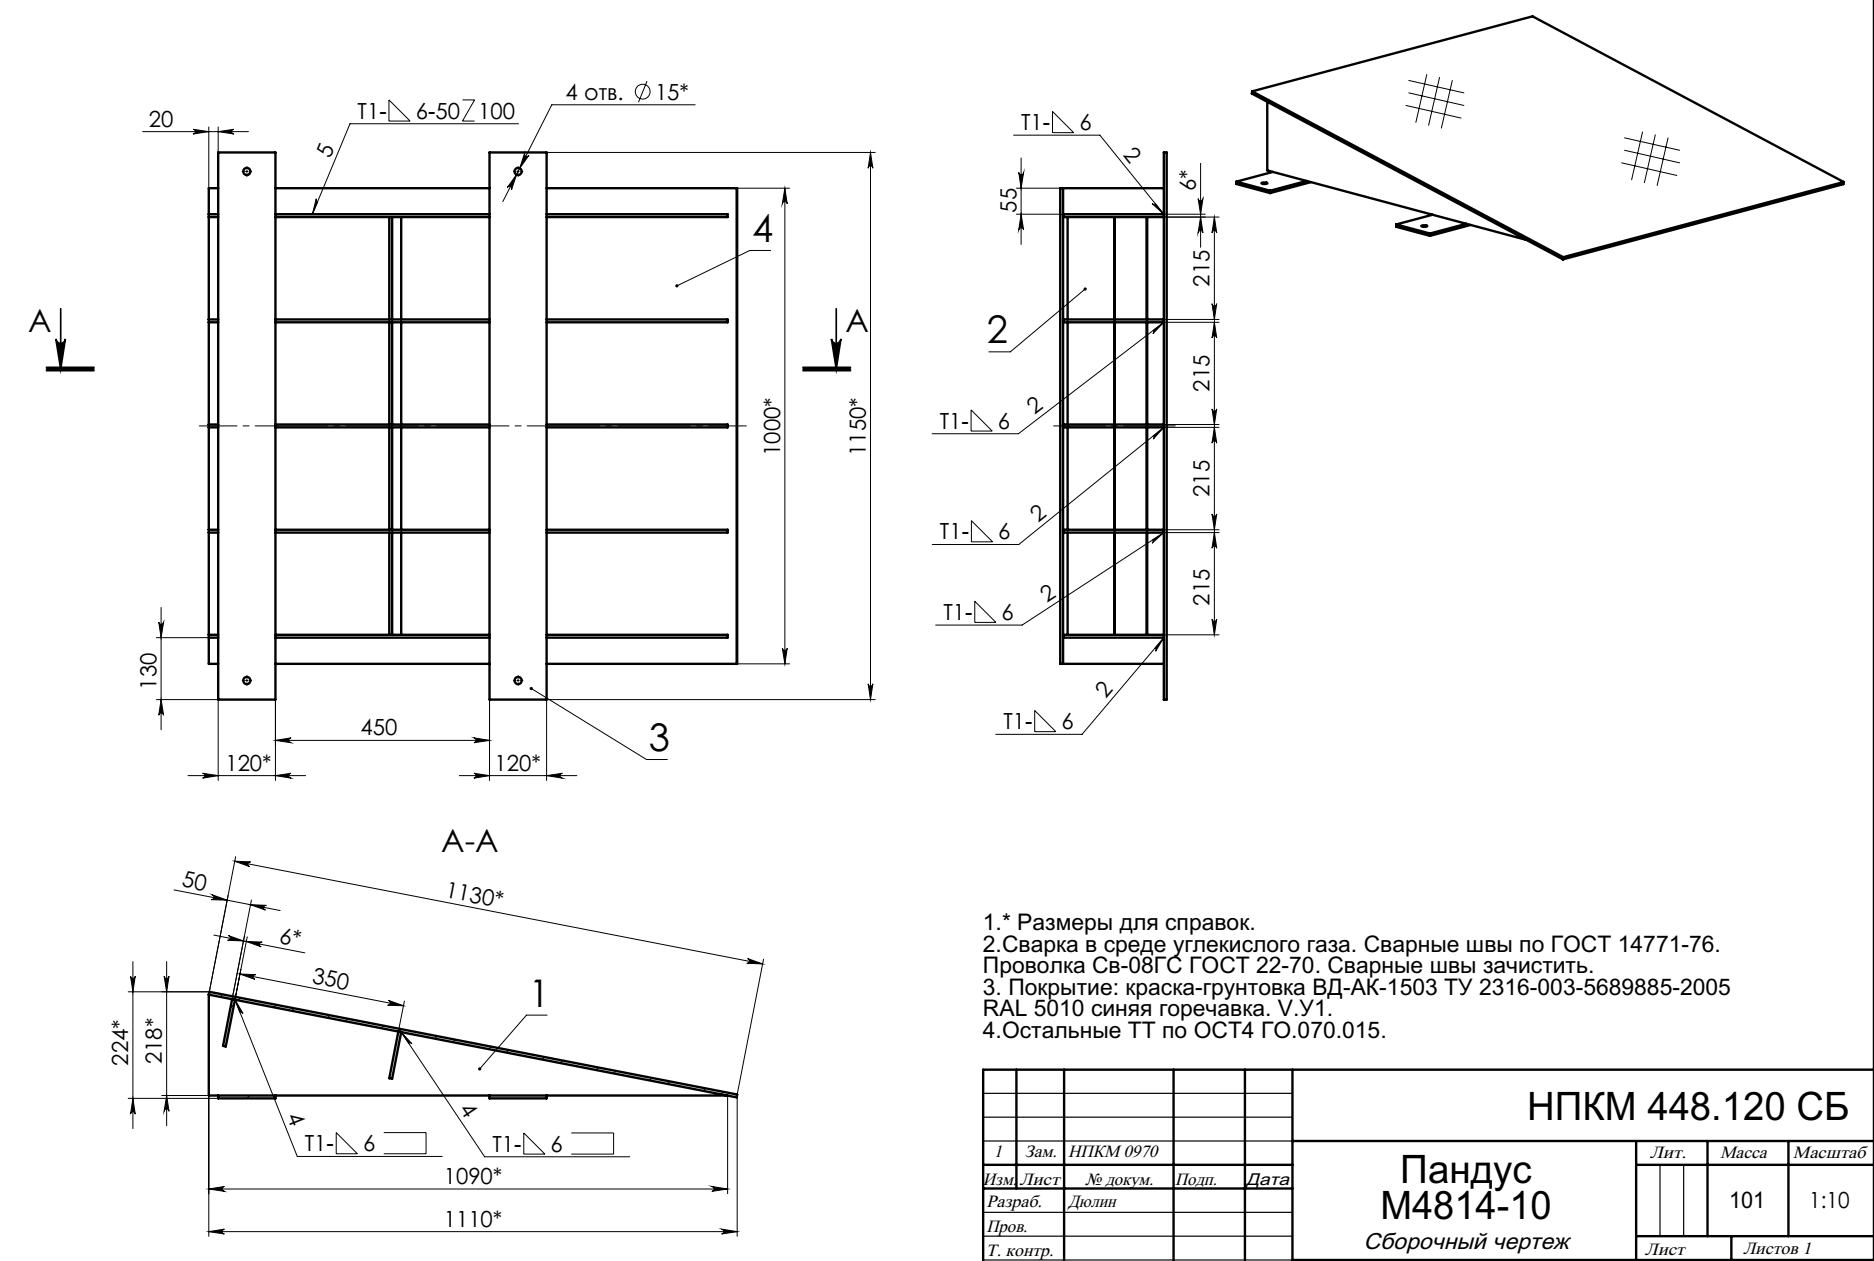 20
Т1- 6-50 100
5
4 отв. ∅15*
4
А
А
1000*
1150*
130
450
3
120*
120*
Т1- 6
2
55
6*
215
2
215
Т1- 6
2
215
Т1- 6
2
215
Т1- 6
2
Т1- 6
2
А-А
50
1130*
6*
350
1
224*
218*
4
Т1- 6
4
Т1- 6
1090*
1110*
1.* Размеры для справок.
2.Сварка в среде углекислого газа. Сварные швы по ГОСТ 14771-76.
Проволка Св-08ГС ГОСТ 22-70. Сварные швы зачистить.
3. Покрытие: краска-грунтовка ВД-АК-1503 ТУ 2316-003-5689885-2005
RAL 5010 синяя горечавка. V.У1.
4.Остальные ТТ по ОСТ4 ГО.070.015.
НПКМ 448.120 СБ
1 Зам. НПКМ 0970
Изм. Лист № докум. Подп. Дата
Разраб. Дюлин
Пров.
Т. контр.
Пандус
М4814-10
Сборочный чертеж
Лит. Масса Масштаб
101 1:10
Лист Листов 1